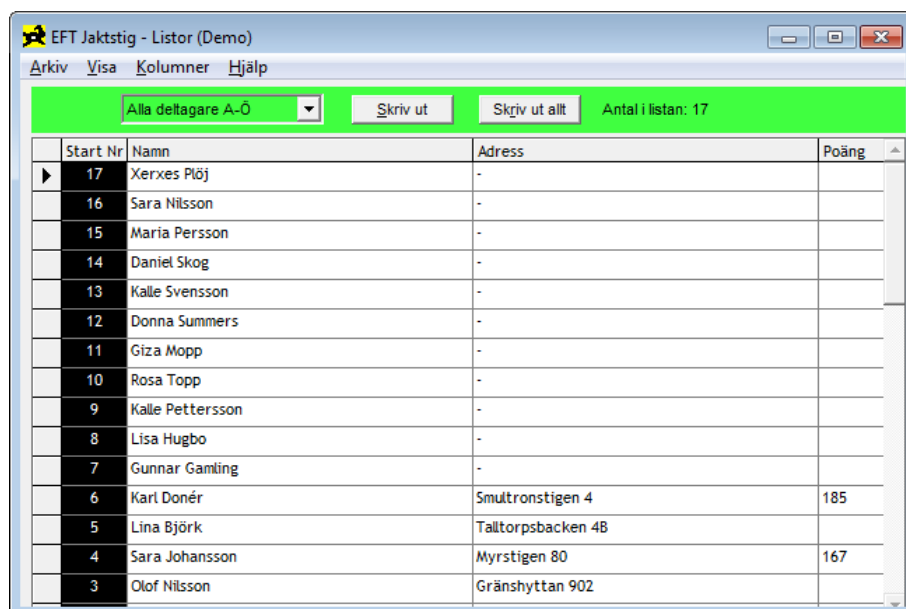 EFT Jaktstig - Listor (Demo)
Arkiv Visa Kolumner Hjälp
Alla deltagare A-Ö Skriv ut Skriv ut allt Antal i listan: 17
Start Nr Namn Adress Poäng
17 Xerxes Plöj -
16 Sara Nilsson -
15 Maria Persson -
14 Daniel Skog -
13 Kalle Svensson -
12 Donna Summers -
11 Giza Mopp -
10 Rosa Topp -
9 Kalle Pettersson -
8 Lisa Hugbo -
7 Gunnar Gamling -
6 Karl Donér Smultronstigen 4 185
5 Lina Björk Talltorpsbacken 4B
4 Sara Johansson Myrstigen 80 167
3 Olof Nilsson Gränshyttan 902